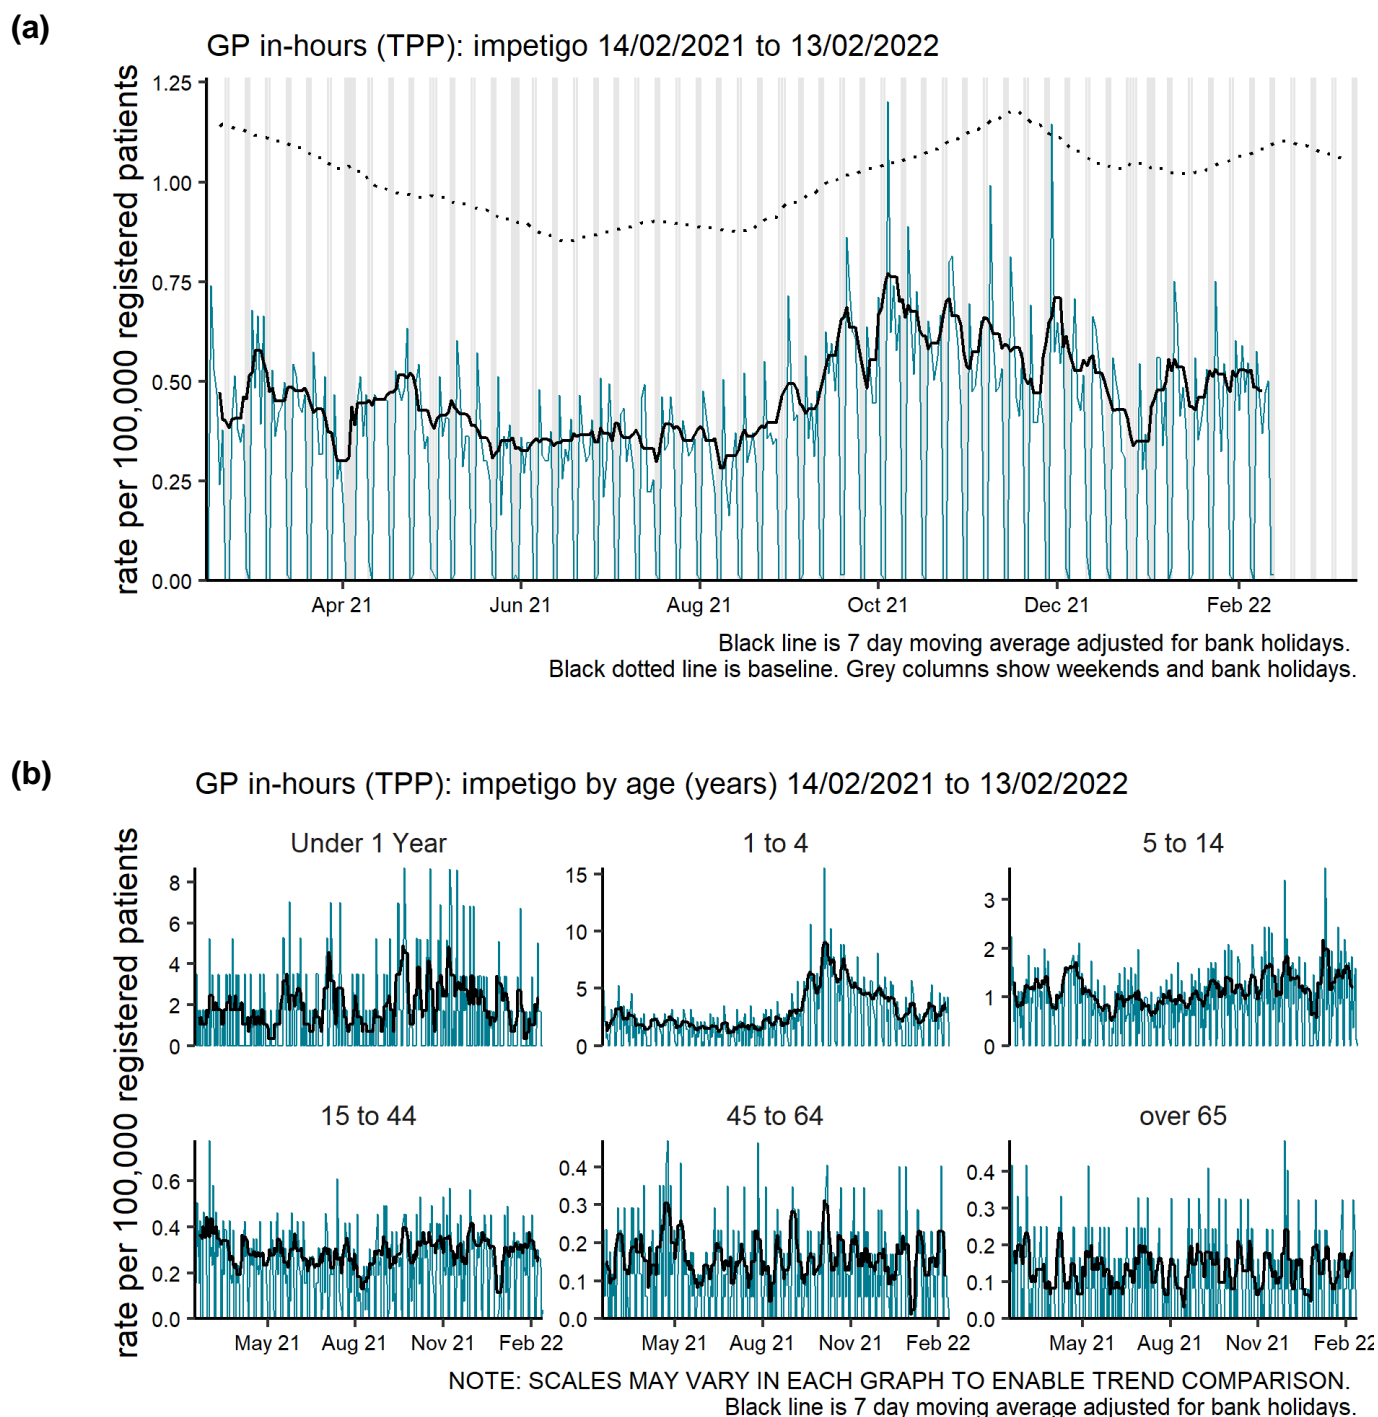 (a)
GP in-hours (TPP): impetigo 14/02/2021 to 13/02/2022
rate per 100,000 registered patients
1.25
1.00
0.75
0.50
0.25
0.00
Apr 21 Jun 21 Aug 21 Oct 21 Dec 21 Feb 22
Black line is 7 day moving average adjusted for bank holidays.
Black dotted line is baseline. Grey columns show weekends and bank holidays.
(b)
GP in-hours (TPP): impetigo by age (years) 14/02/2021 to 13/02/2022
rate per 100,000 registered patients
Under 1 Year
8
6
4
2
0
1 to 4
15
10
5
0
5 to 14
3
2
1
0
15 to 44
0.6
0.4
0.2
0.0
May 21 Aug 21 Nov 21 Feb 22
45 to 64
0.4
0.3
0.2
0.1
0.0
May 21 Aug 21 Nov 21 Feb 22
over 65
0.4
0.3
0.2
0.1
0.0
May 21 Aug 21 Nov 21 Feb 22
NOTE: SCALES MAY VARY IN EACH GRAPH TO ENABLE TREND COMPARISON.
Black line is 7 day moving average adjusted for bank holidays.